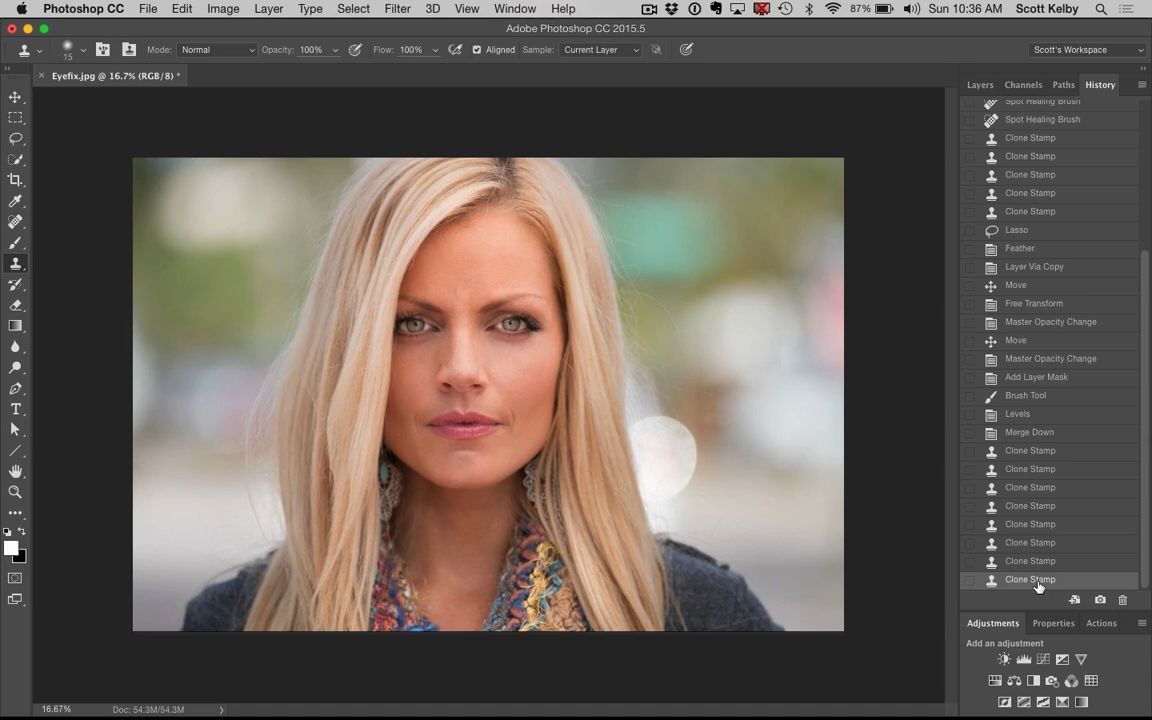 Photoshop CC File Edit Image Layer Type Select Filter 3D View Window Help 87% Sun 10:36 AM Scott Kelby
Adobe Photoshop CC 2015.5
15 Mode: Normal Opacity: 100% Flow: 100% Aligned Sample: Current Layer Scott's Workspace
Eyefix.jpg @ 16.7% (RGB/8) *
Layers Channels Paths History
Spot Healing Brush
Spot Healing Brush
Clone Stamp
Clone Stamp
Clone Stamp
Clone Stamp
Clone Stamp
Lasso
Feather
Layer Via Copy
Move
Free Transform
Master Opacity Change
Move
Master Opacity Change
Add Layer Mask
Brush Tool
Levels
Merge Down
Clone Stamp
Clone Stamp
Clone Stamp
Clone Stamp
Clone Stamp
Clone Stamp
Clone Stamp
Clone Stamp
Adjustments Properties Actions
Add an adjustment
16.67% Doc: 54.3M/54.3M